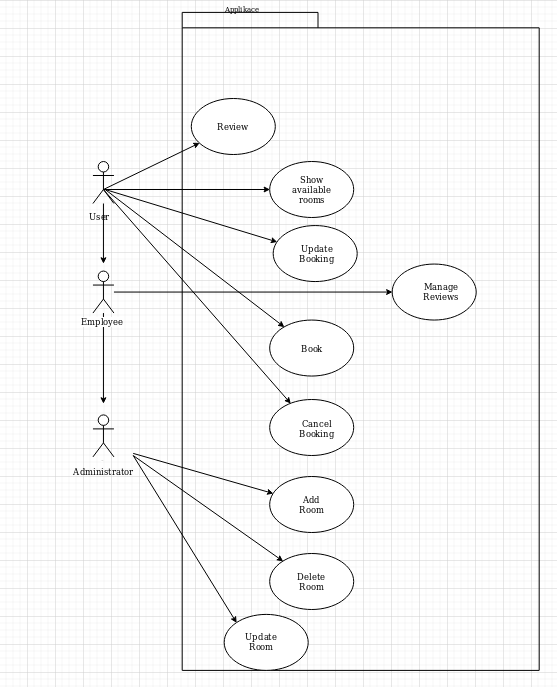 Applikace
Review
Show
available
rooms
User
Update
Booking
Manage
Reviews
Employee
Book
Cancel
Booking
Administrator
Add
Room
Delete
Room
Update
Room